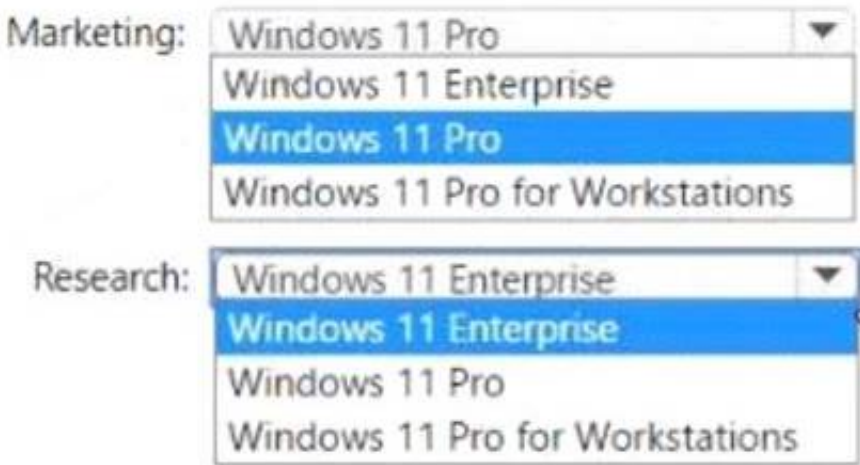 Marketing: Windows 11 Pro
Windows 11 Enterprise
Windows 11 Pro
Windows 11 Pro for Workstations
Research: Windows 11 Enterprise
Windows 11 Enterprise
Windows 11 Pro
Windows 11 Pro for Workstations